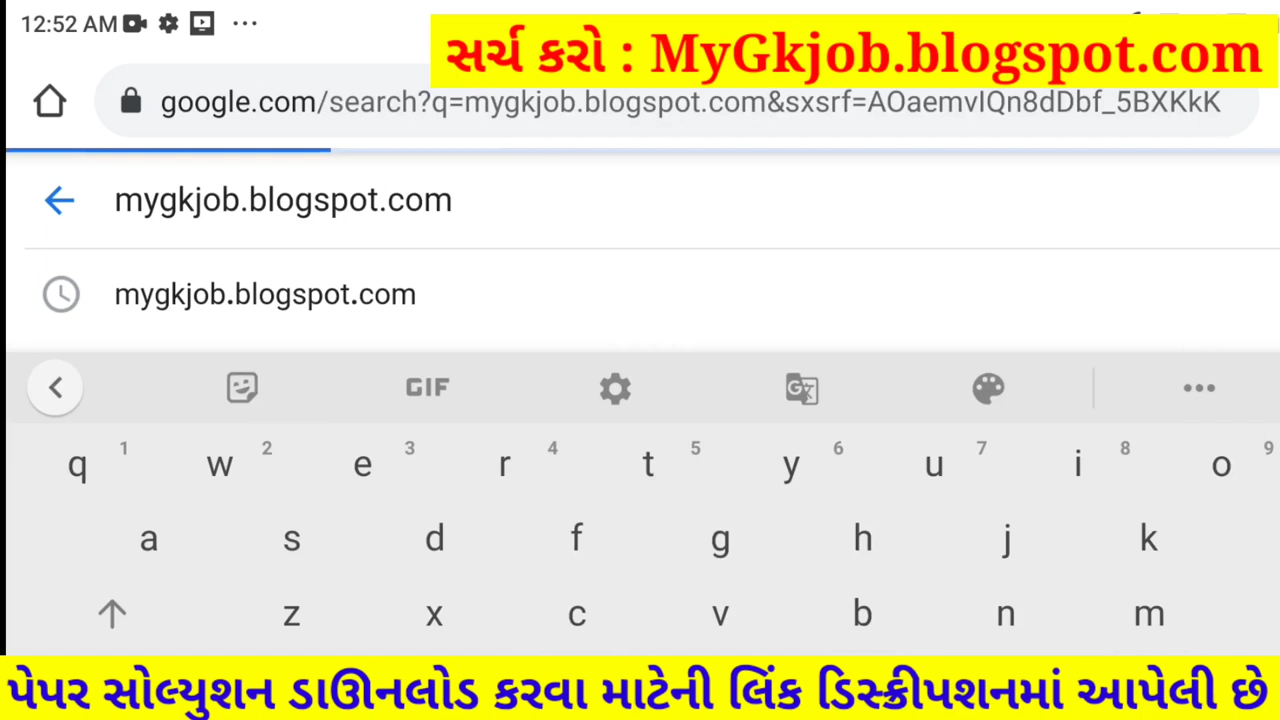 12:52 AM
સર્ચ કરો : MyGkjob.blogspot.com
google.com/search?q=mygkjob.blogspot.com&sxsrf=AOaemvIQn8dDbf_5BXKkK
mygkjob.blogspot.com
mygkjob.blogspot.com
GIF
q 1 w 2 e 3 r 4 t 5 y 6 u 7 i 8 o 9
a s d f g h j k
z x c v b n m
પેપર સોલ્યુશન ડાઊનલોડ કરવા માટેની લિંક ડિસ્ક્રીપશનમાં આપેલી છે